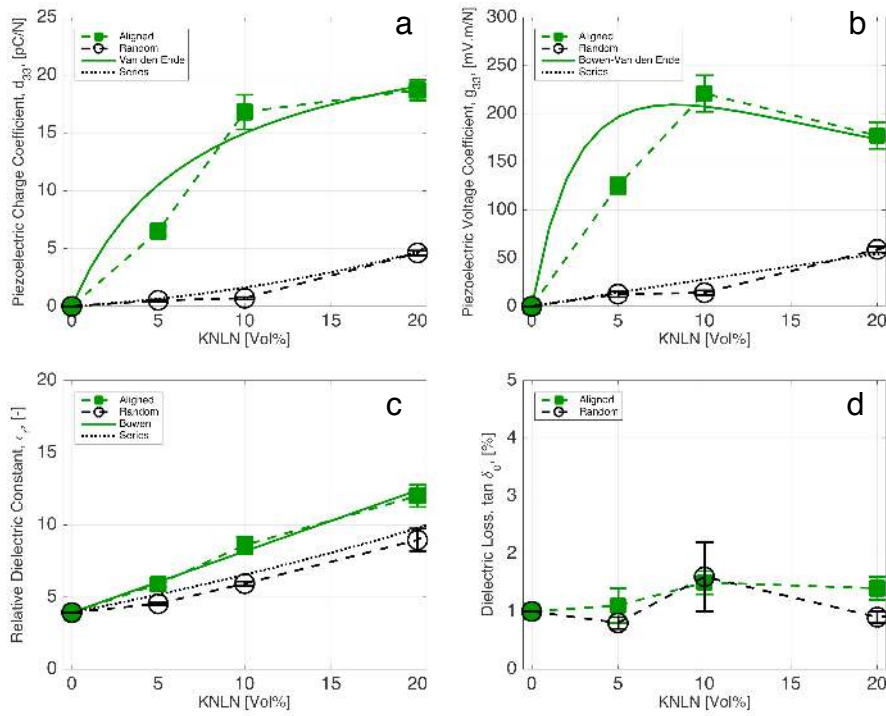 a
25
20
15
10
5
0
Piezoelectric Charge Coefficient, d33, [pC/N]
Aligned
Random
Van den Ende
Series
0 5 10 15 20
KNLN [Vol%]
b
300
250
200
150
100
50
0
Piezoelectric Voltage Coefficient, g33, [mV.m/N]
Aligned
Random
Bowen-Van den Ende
Series
0 5 10 15 20
KNLN [Vol%]
c
20
15
10
5
0
Relative Dielectric Constant, ϵr, [-]
Aligned
Random
Bowen
Series
0 5 10 15 20
KNLN [Vol%]
d
5
4
3
2
1
0
Dielectric Loss, tan δ0, [%]
Aligned
Random
0 5 10 15 20
KNLN [Vol%]